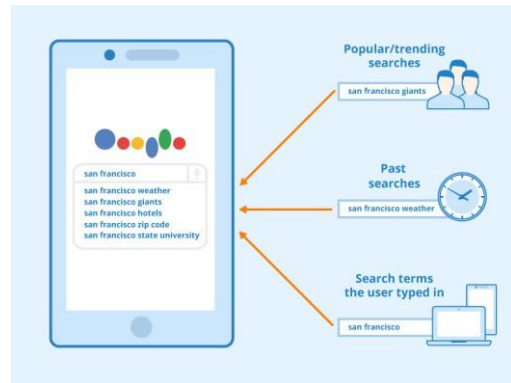 san francisco
san francisco weather
san francisco giants
san francisco hotels
san francisco zip code
san francisco state university
Popular/trending
searches
san francisco giants
Past
searches
san francisco weather
Search terms
the user typed in
san francisco